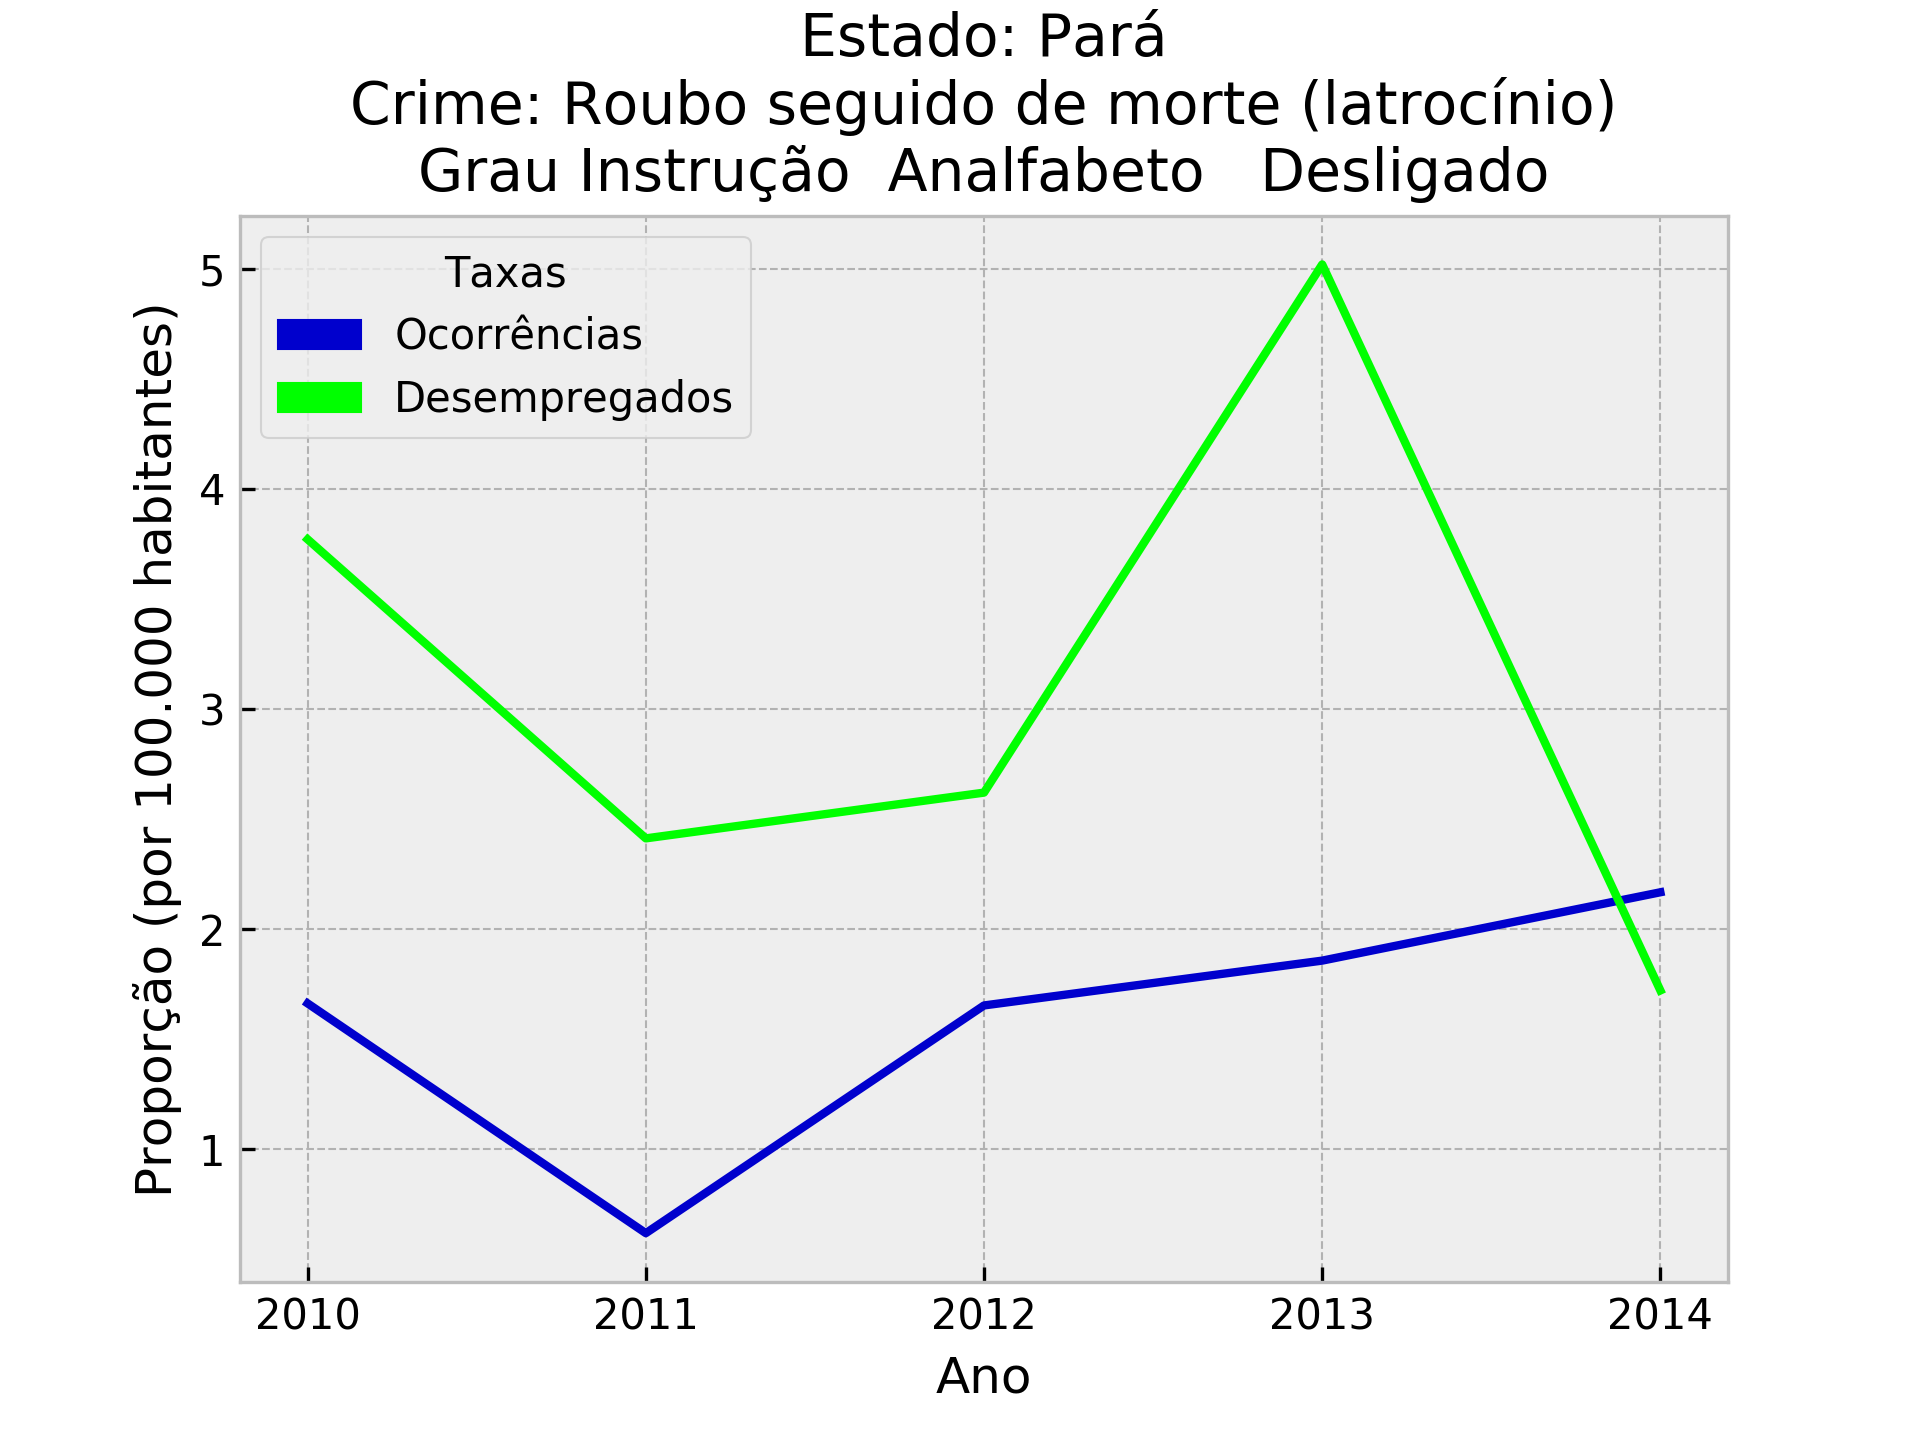 Estado: Pará
Crime: Roubo seguido de morte (latrocínio)
Grau Instrução Analfabeto Desligado
Taxas
Ocorrências
Desempregados
Proporção (por 100.000 habitantes)
5
4
3
2
1
2010 2011 2012 2013 2014
Ano